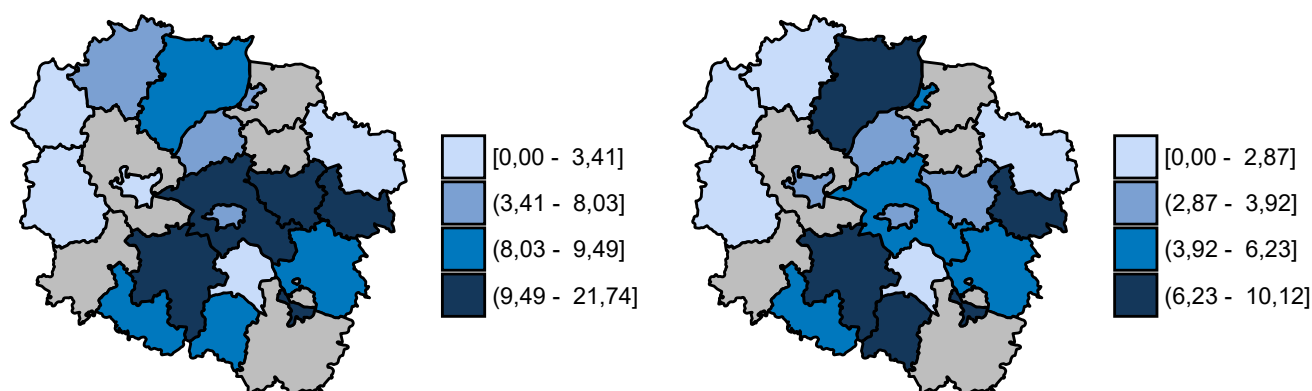 [0,00 - 3,41]
(3,41 - 8,03]
(8,03 - 9,49]
(9,49 - 21,74]
[0,00 - 2,87]
(2,87 - 3,92]
(3,92 - 6,23]
(6,23 - 10,12]